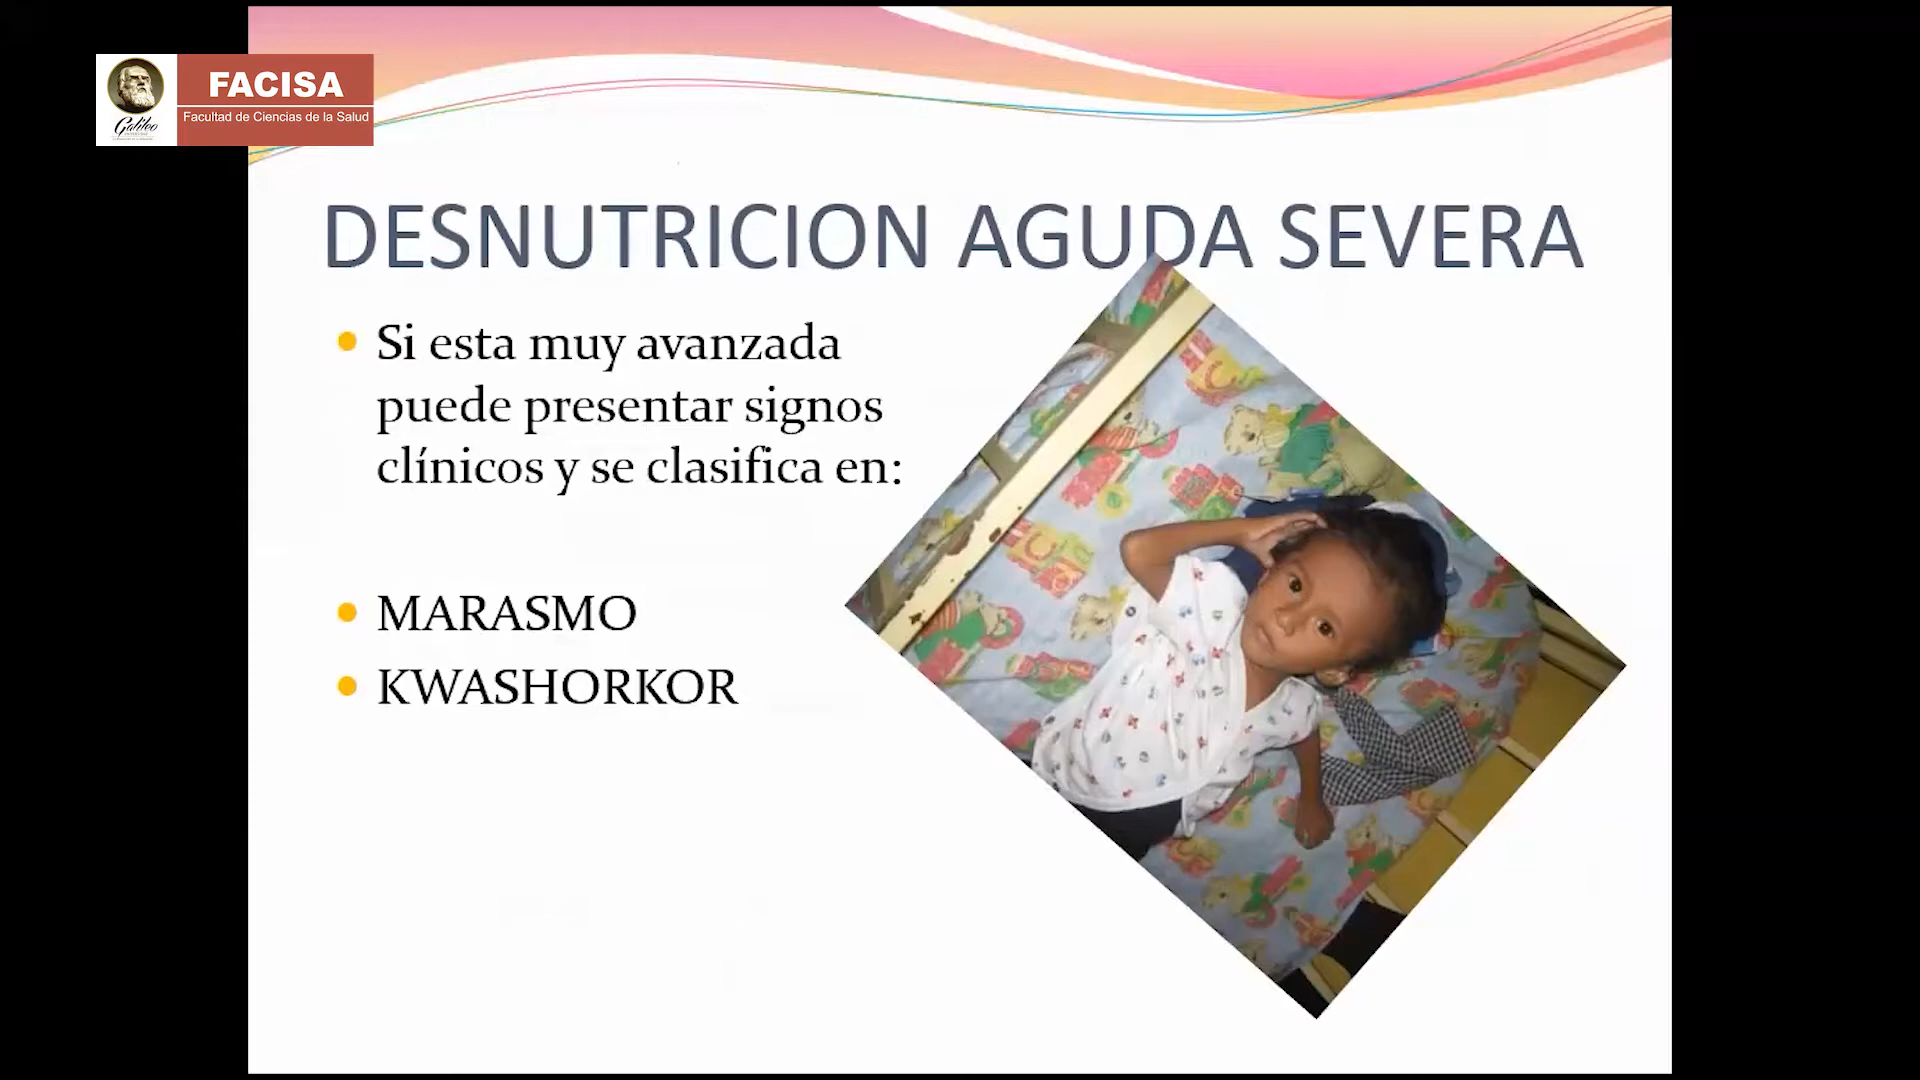 FACISA
Facultad de Ciencias de la Salud
Galileo
DESNUTRICION AGUDA SEVERA
Si esta muy avanzada
puede presentar signos
clínicos y se clasifica en:
MARASMO
KWASHORKOR